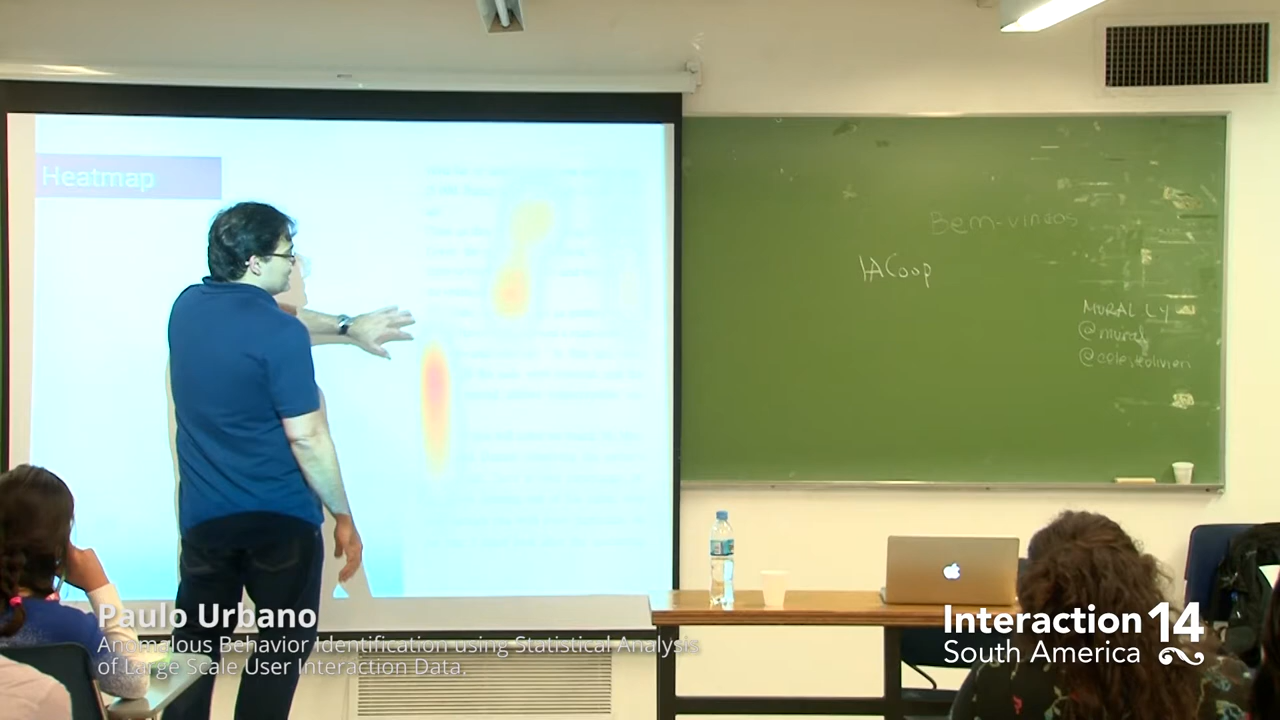 Heatmap
Bem-vindos
IACoop
MURAL LY
@mural
Paulo Urbano
Anomalous Behavior Identification using Statistical Analysis
of Large Scale User Interaction Data.
Interaction 14
South America